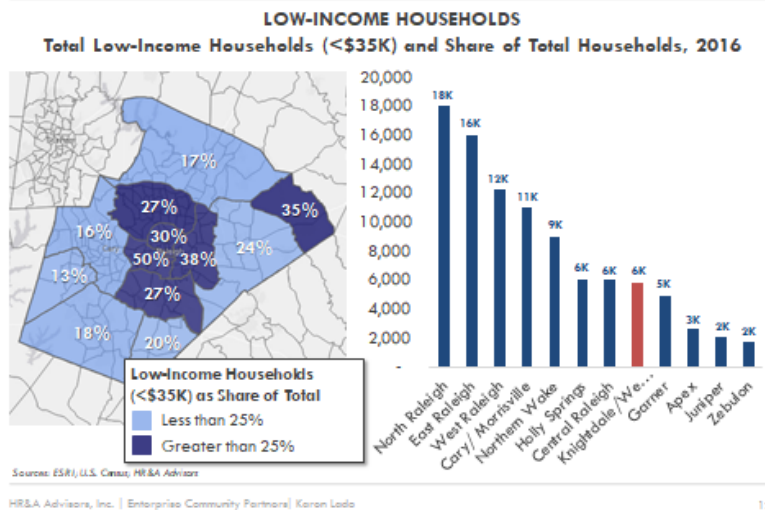 LOW-INCOME HOUSEHOLDS
Total Low-Income Households (<$35K) and Share of Total Households, 2016
17%
27%
35%
16%
30%
24%
50%
38%
13%
27%
18%
20%
Low-Income Households
(<$35K) as Share of Total
Less than 25%
Greater than 25%
20,000
18,000
16,000
14,000
12,000
10,000
8,000
6,000
4,000
2,000
-
18K
16K
12K
11K
9K
6K
6K
6K
5K
3K
2K
2K
North Raleigh
East Raleigh
West Raleigh
Cary/ Morrisville
Northern Wake
Holly Springs
Central Raleigh
Knightdale/We...
Garner
Apex
Juniper
Zebulon
Sources: ESRI, U.S. Census, HR&A Advisors
HR&A Advisors, Inc. | Enterprise Community Partners| Karen Lado